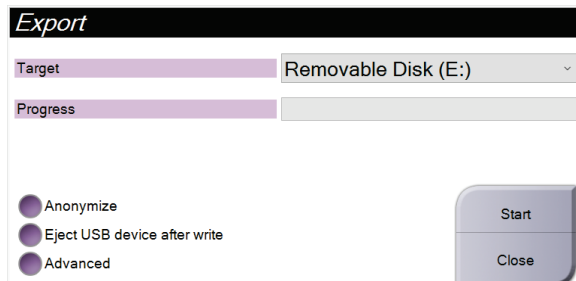 Export
Target
Removable Disk (E:)
Progress
Anonymize
Eject USB device after write
Advanced
Start
Close